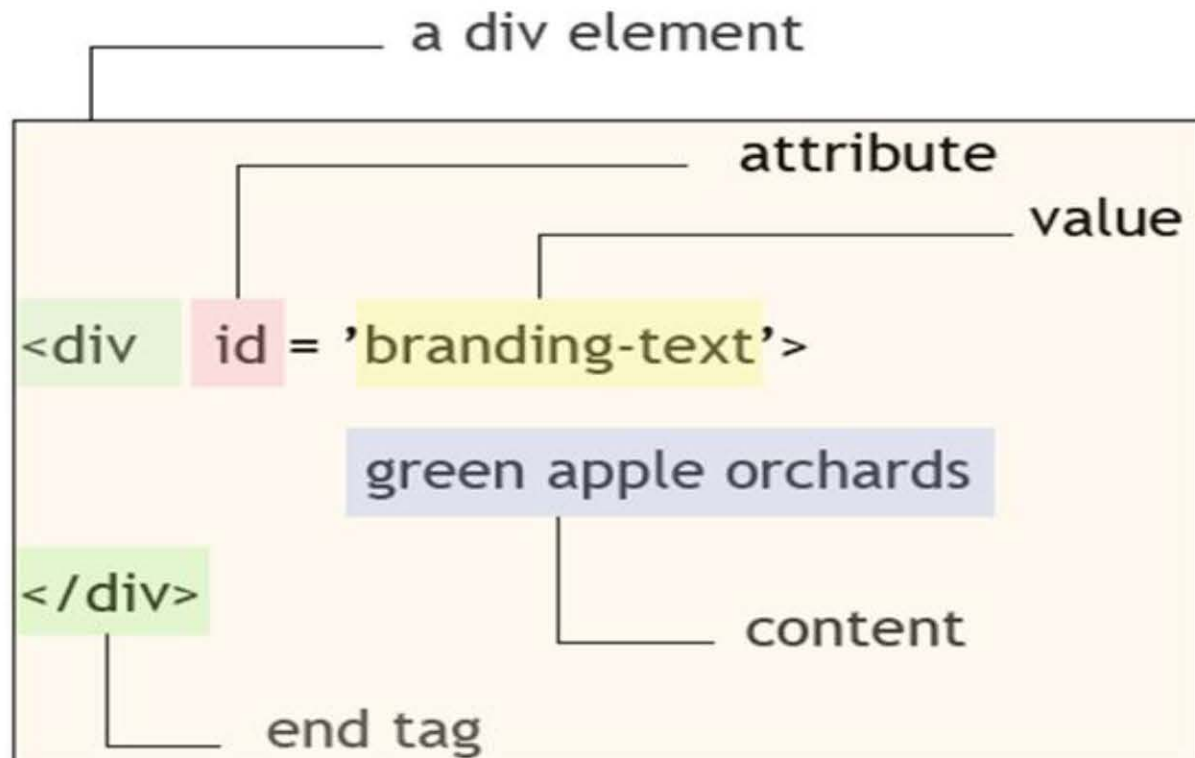 a div element
attribute
value
<div id = ’branding-text’>
green apple orchards
</div>
content
end tag